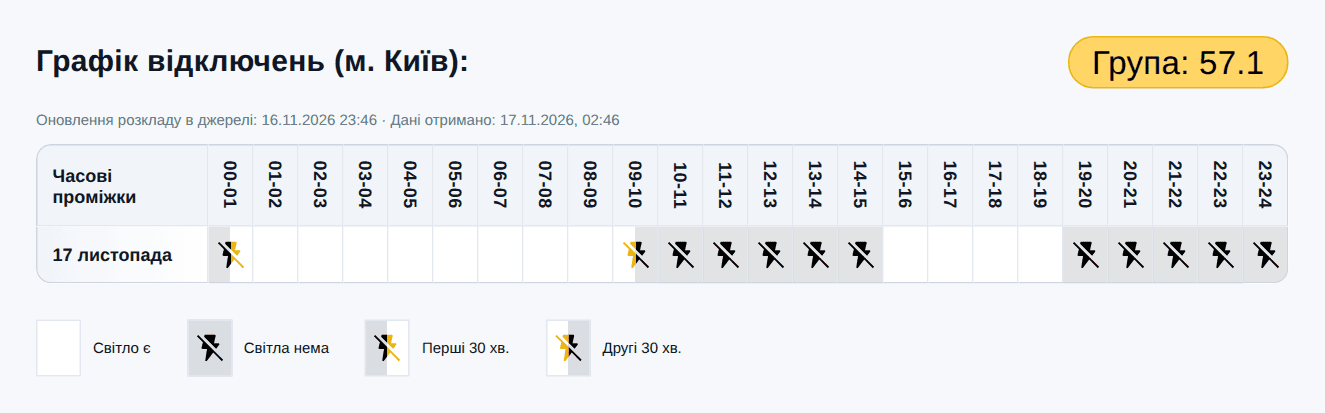 Графік відключень (м. Київ):
Група: 57.1
Оновлення розкладу в джерелі: 16.11.2026 23:46 · Дані отримано: 17.11.2026, 02:46
Часові
проміжки
00-01
01-02
02-03
03-04
04-05
05-06
06-07
07-08
08-09
09-10
10-11
11-12
12-13
13-14
14-15
15-16
16-17
17-18
18-19
19-20
20-21
21-22
22-23
23-24
17 листопада
Світло є
Світла нема
Перші 30 хв.
Другі 30 хв.